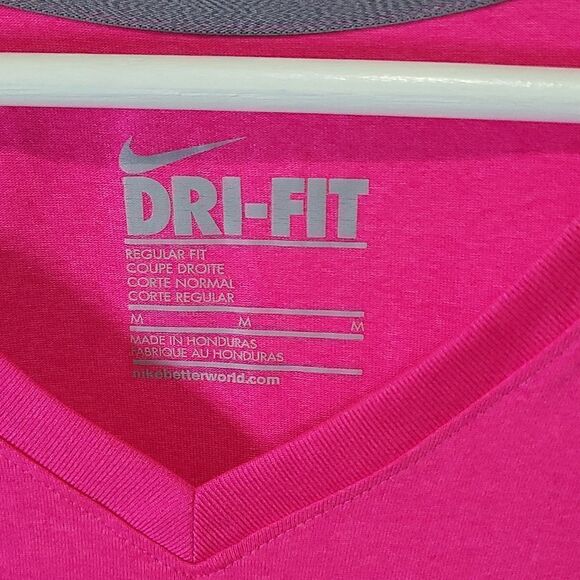 DRI-FIT
REGULAR FIT
COUPE DROITE
CORTE NORMAL
CORTE REGULAR
M M M
MADE IN HONDURAS
FABRIQUE AU HONDURAS
nikebetterworld.com